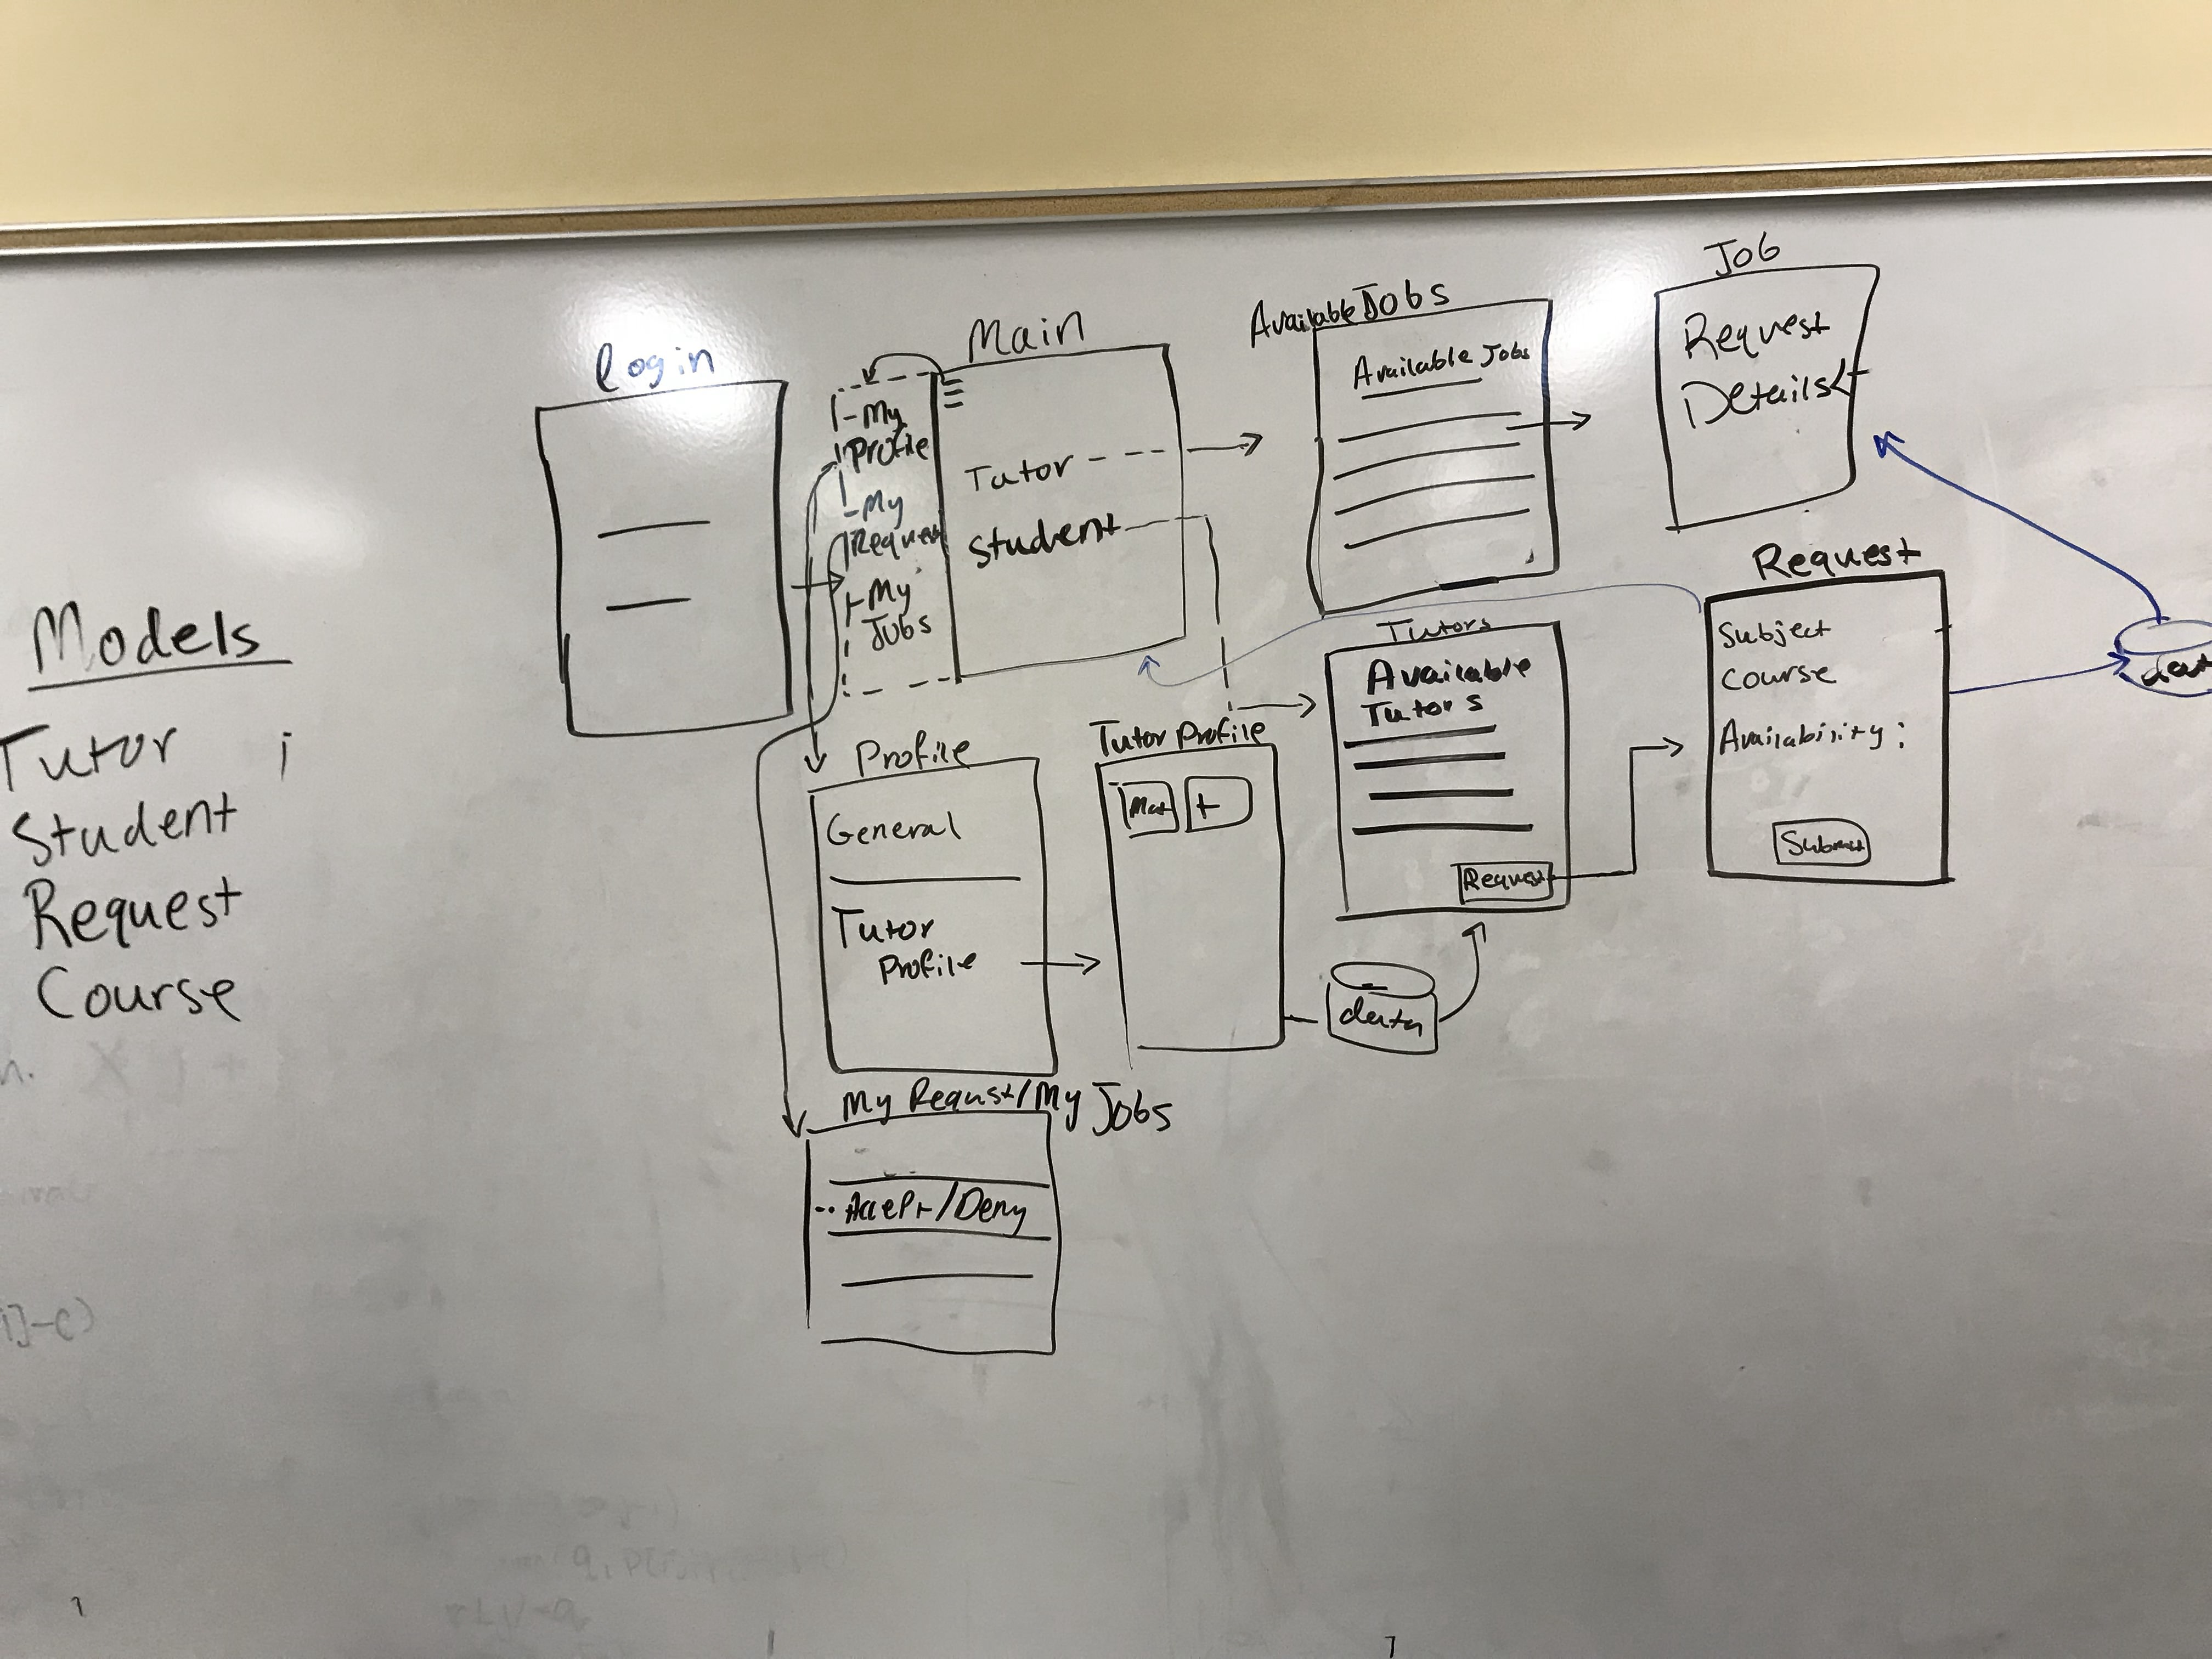 Models
Tutor
Student
Request
Course
login
Main
- My
Profile
- My
Request
- My
Jobs
Tutor
Student
Available Jobs
Available Jobs
Job
Request
Details
Tutors
Available
Tutors
Request
Request
Subject
Course
Availability:
Submit
data
Profile
General
Tutor
Profile
Tutor Profile
Mat
+
data
My Requst/My Jobs
Accept/Deny